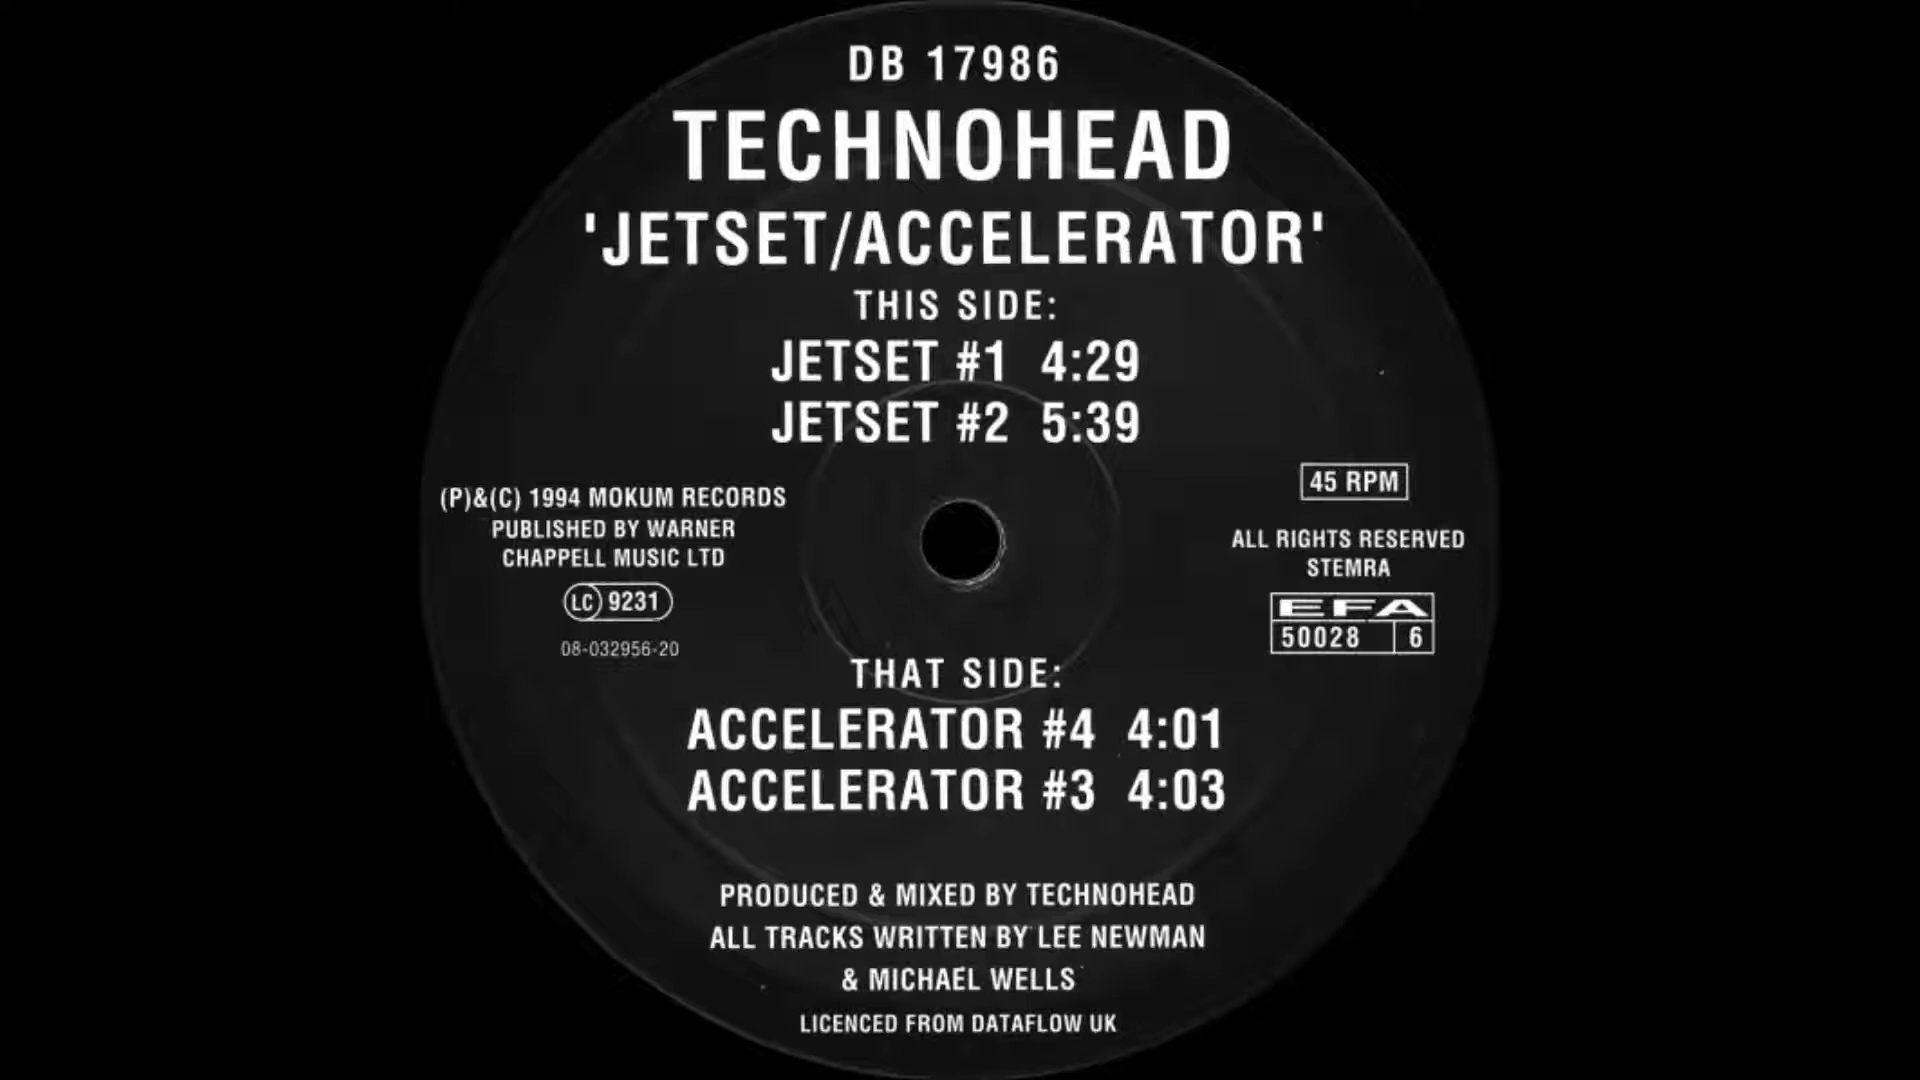 DB 17986
TECHNOHEAD
'JETSET/ACCELERATOR'
THIS SIDE:
JETSET #1 4:29
JETSET #2 5:39
(P)&(C) 1994 MOKUM RECORDS
PUBLISHED BY WARNER
CHAPPELL MUSIC LTD
LC 9231
08-032956-20
45 RPM
ALL RIGHTS RESERVED
STEMRA
EFA
50028 6
THAT SIDE:
ACCELERATOR #4 4:01
ACCELERATOR #3 4:03
PRODUCED & MIXED BY TECHNOHEAD
ALL TRACKS WRITTEN BY LEE NEWMAN
& MICHAEL WELLS
LICENCED FROM DATAFLOW UK